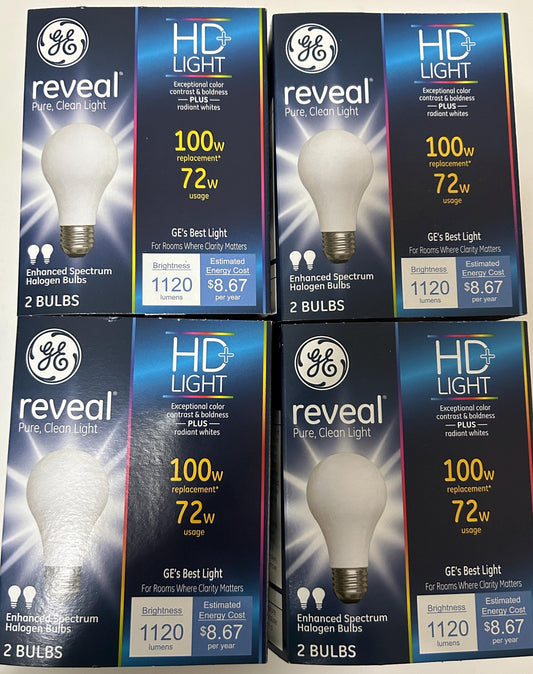 GE
reveal®
Pure, Clean Light
Enhanced Spectrum
Halogen Bulbs
2 BULBS
HD+
LIGHT
Exceptional color
contrast & boldness
—PLUS—
radiant whites
100w
replacement*
72w
usage
GE's Best Light
For Rooms Where Clarity Matters
Brightness
1120
lumens
Estimated
Energy Cost
$8.67
per year
GE
reveal®
Pure, Clean Light
Enhanced Spectrum
Halogen Bulbs
2 BULBS
HD+
LIGHT
Exceptional color
contrast & boldness
—PLUS—
radiant whites
100w
replacement*
72w
usage
GE's Best Light
For Rooms Where Clarity Matters
Brightness
1120
lumens
Estimated
Energy Cost
$8.67
per year
GE
reveal®
Pure, Clean Light
Enhanced Spectrum
Halogen Bulbs
2 BULBS
HD+
LIGHT
Exceptional color
contrast & boldness
—PLUS—
radiant whites
100w
replacement*
72w
usage
GE's Best Light
For Rooms Where Clarity Matters
Brightness
1120
lumens
Estimated
Energy Cost
$8.67
per year
GE
reveal®
Pure, Clean Light
Enhanced Spectrum
Halogen Bulbs
2 BULBS
HD+
LIGHT
Exceptional color
contrast & boldness
—PLUS—
radiant whites
100w
replacement*
72w
usage
GE's Best Light
For Rooms Where Clarity Matters
Brightness
1120
lumens
Estimated
Energy Cost
$8.67
per year